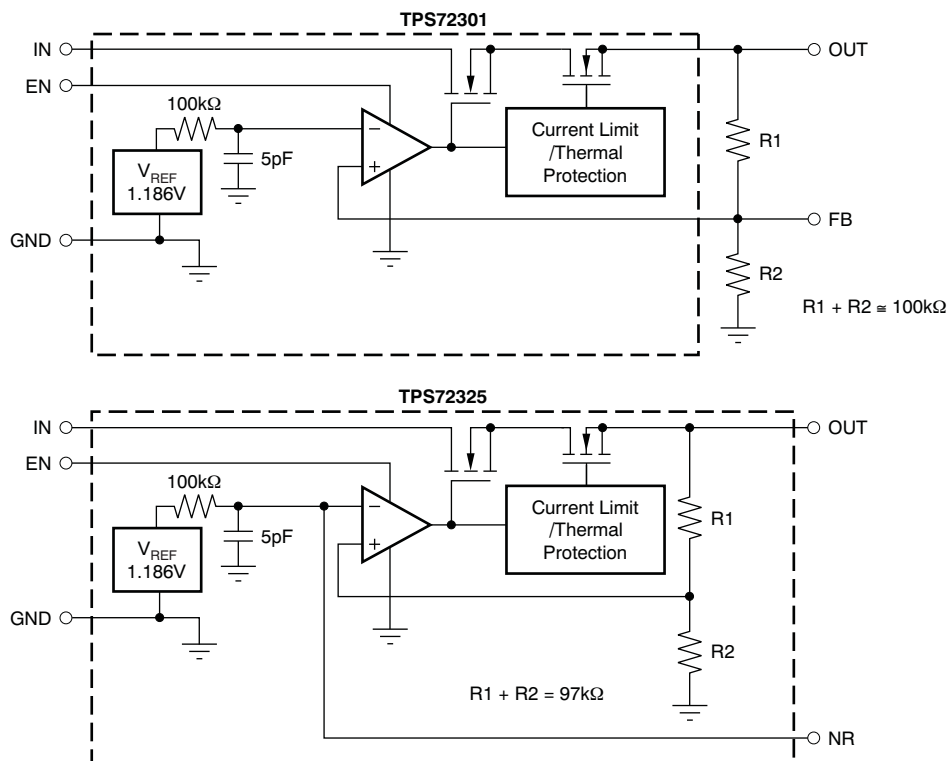 TPS72301
IN
OUT
EN
100kΩ
−
5pF
+
V_REF
1.186V
Current Limit
/Thermal
Protection
R1
GND
FB
R2
R1 + R2 ≅ 100kΩ
TPS72325
IN
OUT
EN
100kΩ
−
5pF
+
V_REF
1.186V
Current Limit
/Thermal
Protection
R1
GND
R2
R1 + R2 = 97kΩ
NR